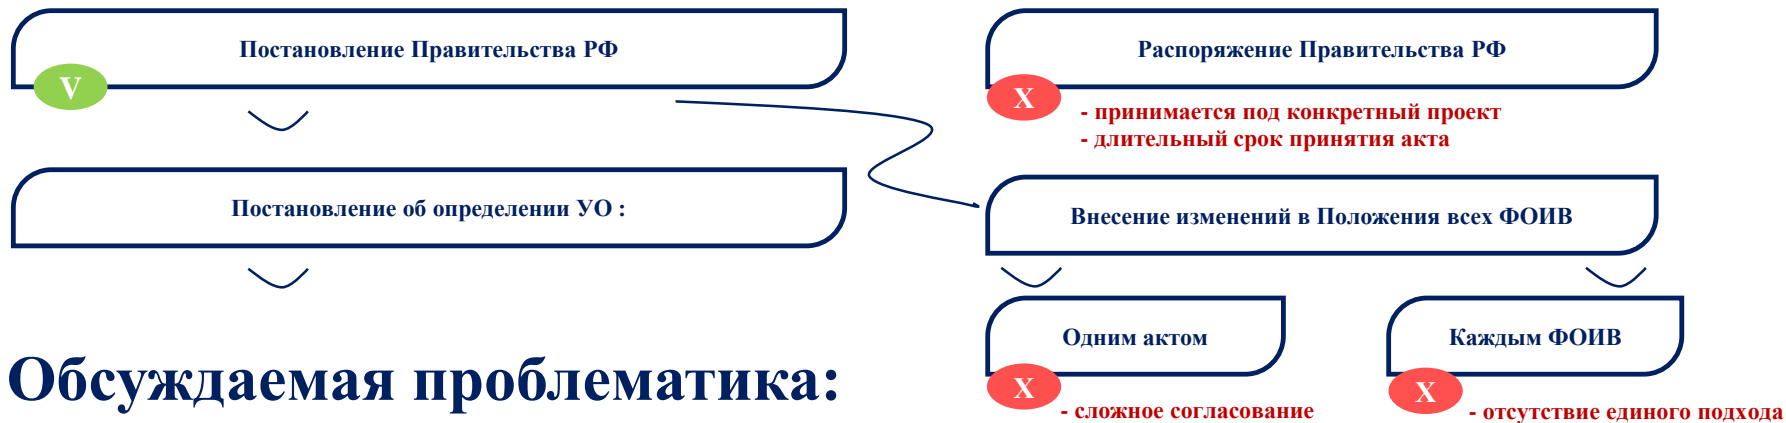 Постановление Правительства РФ
V
Распоряжение Правительства РФ
X
- принимается под конкретный проект
- длительный срок принятия акта
Постановление об определении УО :
Внесение изменений в Положения всех ФОИВ
Одним актом
X
- сложное согласование
Каждым ФОИВ
X
- отсутствие единого подхода
Обсуждаемая проблематика: